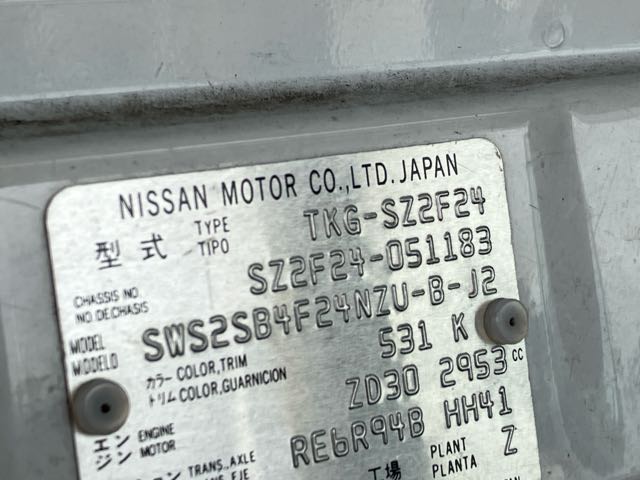 NISSAN MOTOR CO.,LTD. JAPAN
型式 TYPE TIPO TKG-SZ2F24
CHASSIS NO. NO.DE CHASIS SZ2F24-051183
MODEL MODELO SWS2SB4F24NZU-B-J2
カラー トリム COLOR,TRIM COLOR,GUARNICION 531 K
エンジン ENGINE MOTOR ZD30 2953 CC
TRANS.,AXLE RE6R94B HH41
工場 PLANT PLANTA Z